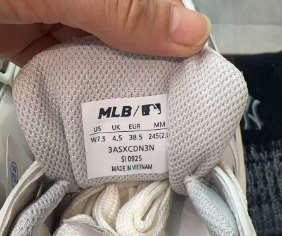 MLB
US UK EUR MM
W7.5 4.5 38.5 245(2.
3ASXCDN3N
SI 0925
MADE IN VIETNAM
NY